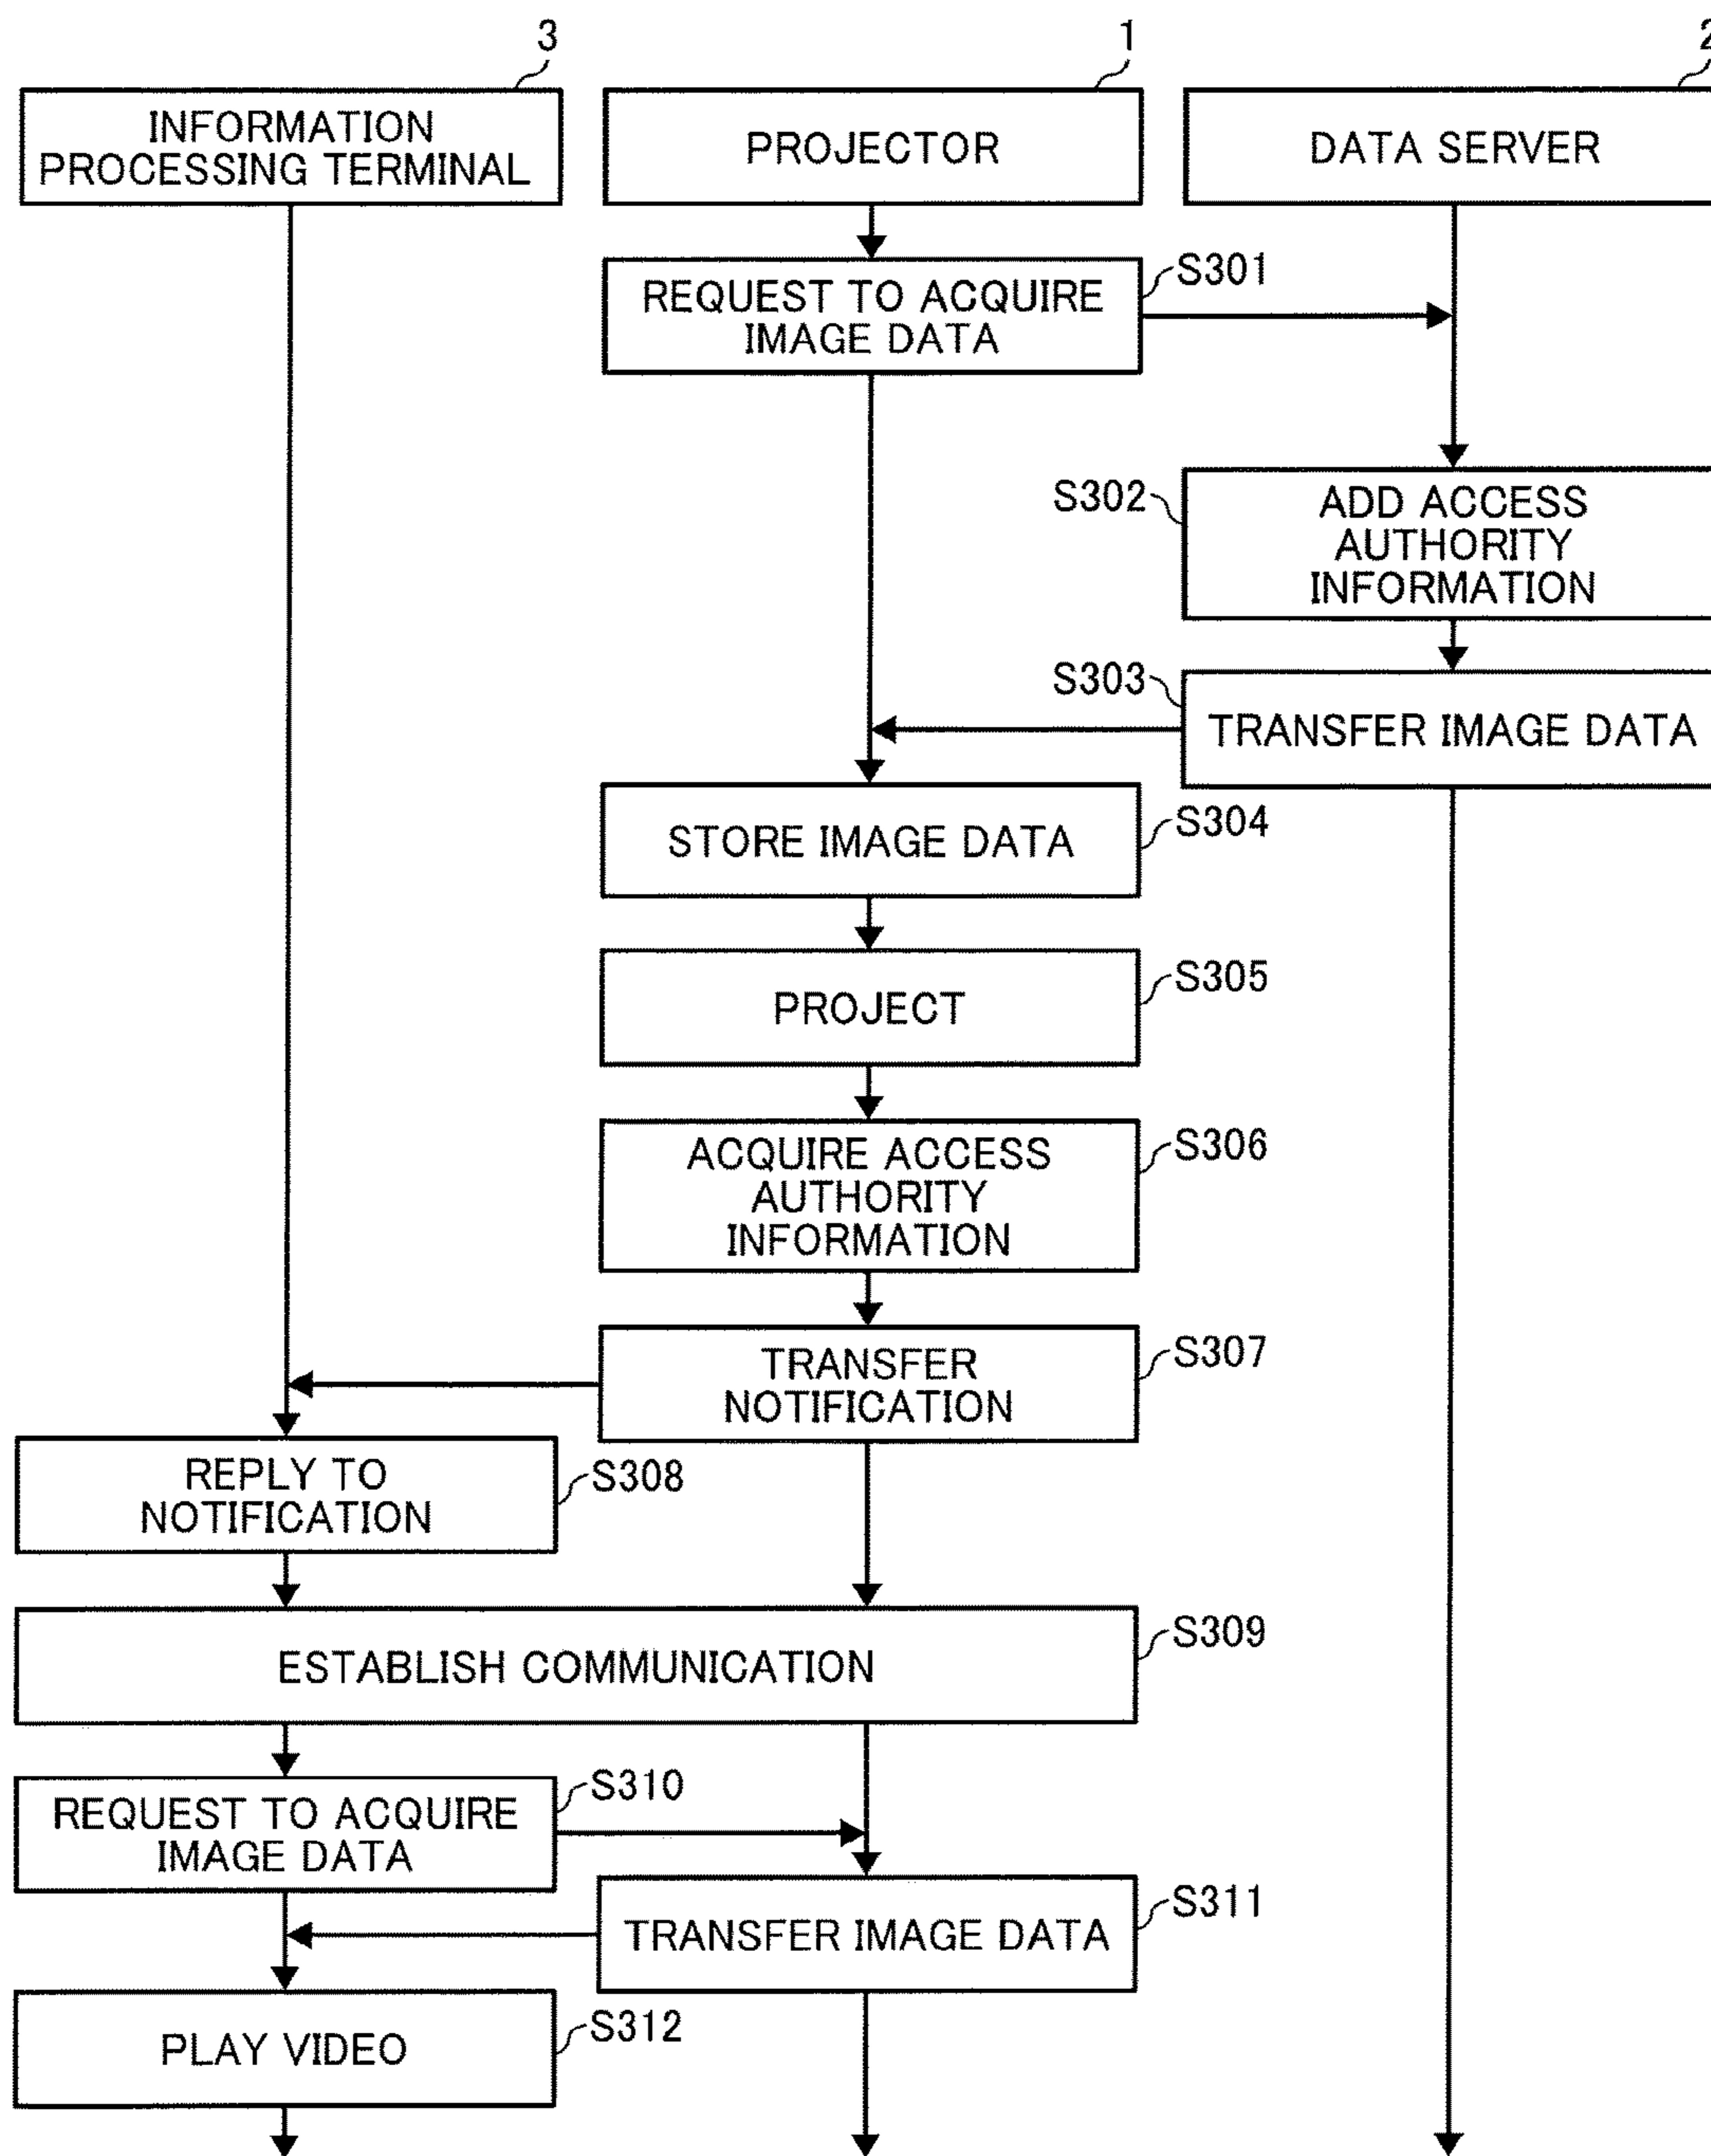 3
1
2
INFORMATION
PROCESSING TERMINAL
PROJECTOR
DATA SERVER
S301
REQUEST TO ACQUIRE
IMAGE DATA
S302
ADD ACCESS
AUTHORITY
INFORMATION
S303
TRANSFER IMAGE DATA
S304
STORE IMAGE DATA
S305
PROJECT
S306
ACQUIRE ACCESS
AUTHORITY
INFORMATION
S307
TRANSFER
NOTIFICATION
REPLY TO
NOTIFICATION
S308
S309
ESTABLISH COMMUNICATION
S310
REQUEST TO ACQUIRE
IMAGE DATA
S311
TRANSFER IMAGE DATA
S312
PLAY VIDEO